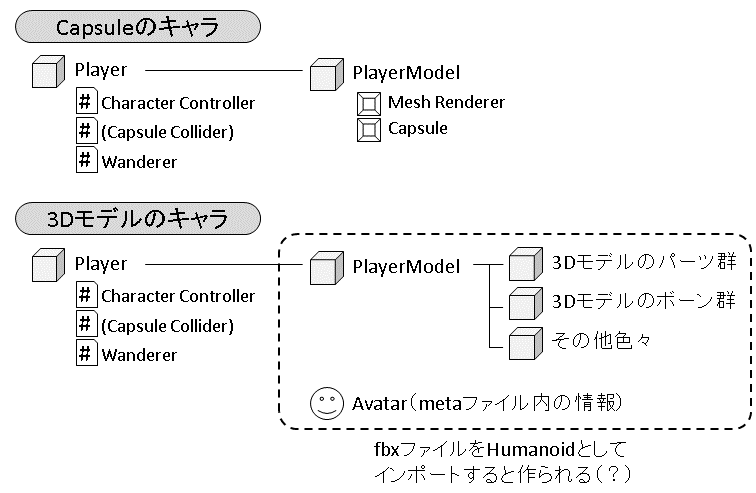 Capsuleのキャラ
Player
PlayerModel
# Character Controller
# (Capsule Collider)
# Wanderer
Mesh Renderer
Capsule
3Dモデルのキャラ
Player
PlayerModel
# Character Controller
# (Capsule Collider)
# Wanderer
3Dモデルのパーツ群
3Dモデルのボーン群
その他色々
Avatar（metaファイル内の情報）
fbxファイルをHumanoidとして
インポートすると作られる（？）